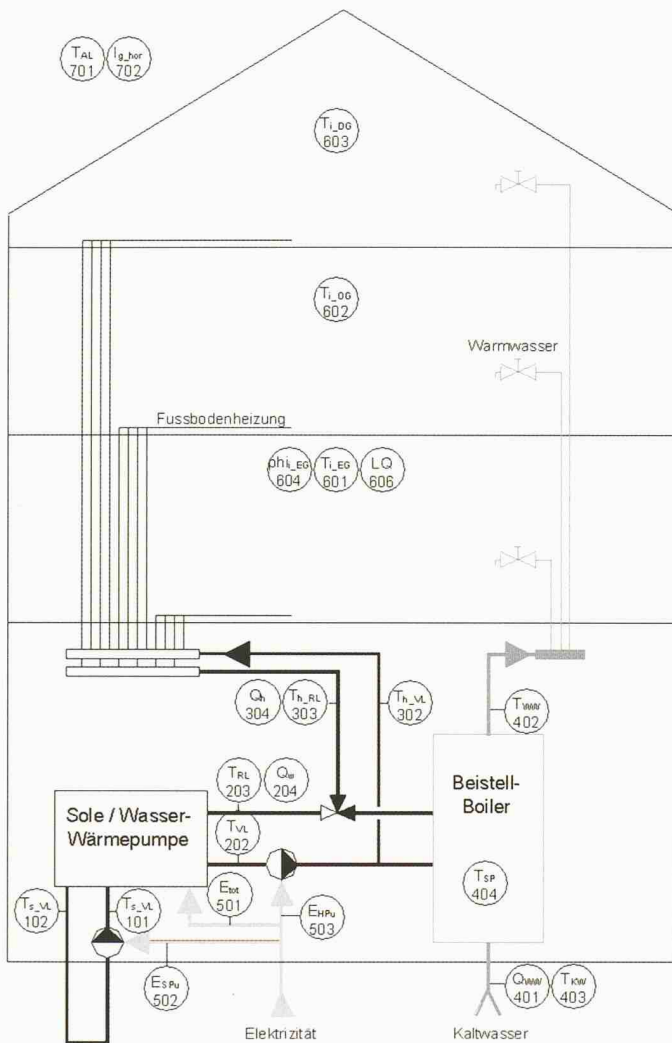 T_AL I_g_hor
701 702
T_i_DG
603
T_i_OG
602
Warmwasser
Fussbodenheizung
phi_i_EG T_i_EG LQ
604 601 606
Q_h T_h_RL T_h_VL
304 303 302
T_WW
402
T_RL Q_w
203 204
Beistell-
Boiler
Sole / Wasser-
Wärmepumpe
T_VL
202
T_SP
404
T_s_VL T_s_VL
102 101
E_tot
501
E_HPu
503
E_SPu
502
Q_WW T_KW
401 403
Elektrizität
Kaltwasser